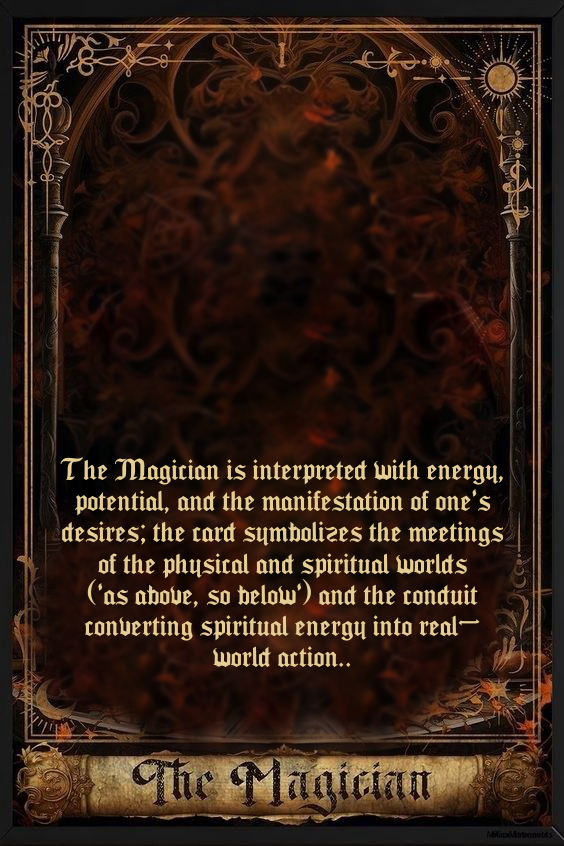 The Magician is interpreted with energy,
potential, and the manifestation of one's
desires; the card symbolizes the meetings
of the physical and spiritual worlds
('as above, so below') and the conduit
converting spiritual energy into real-
world action..
The Magician